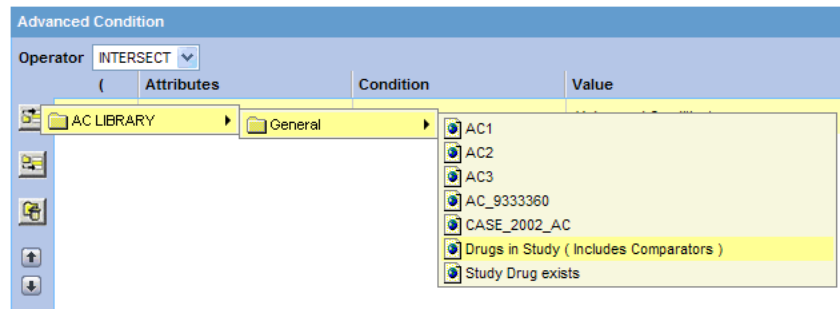 Advanced Condition
Operator INTERSECT
( Attributes Condition Value
AC LIBRARY
General
AC1
AC2
AC3
AC_9333360
CASE_2002_AC
Drugs in Study ( Includes Comparators )
Study Drug exists